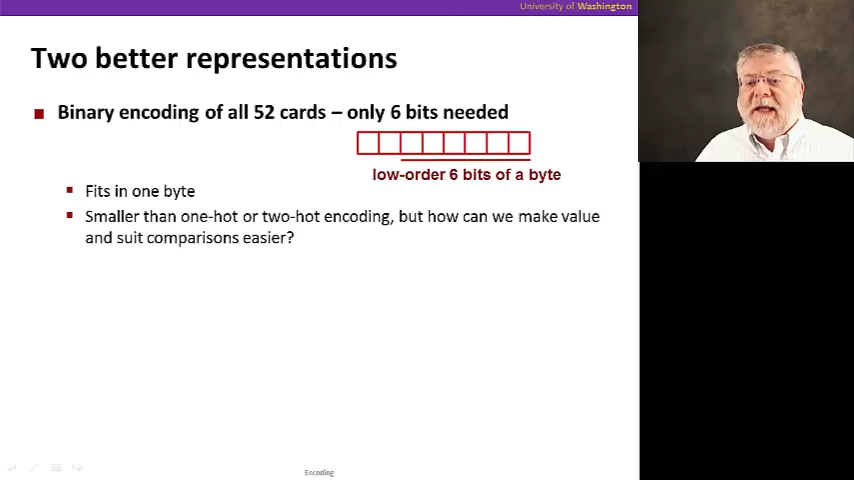 University of Washington
Two better representations
Binary encoding of all 52 cards – only 6 bits needed
low-order 6 bits of a byte
Fits in one byte
Smaller than one-hot or two-hot encoding, but how can we make value
and suit comparisons easier?
Encoding